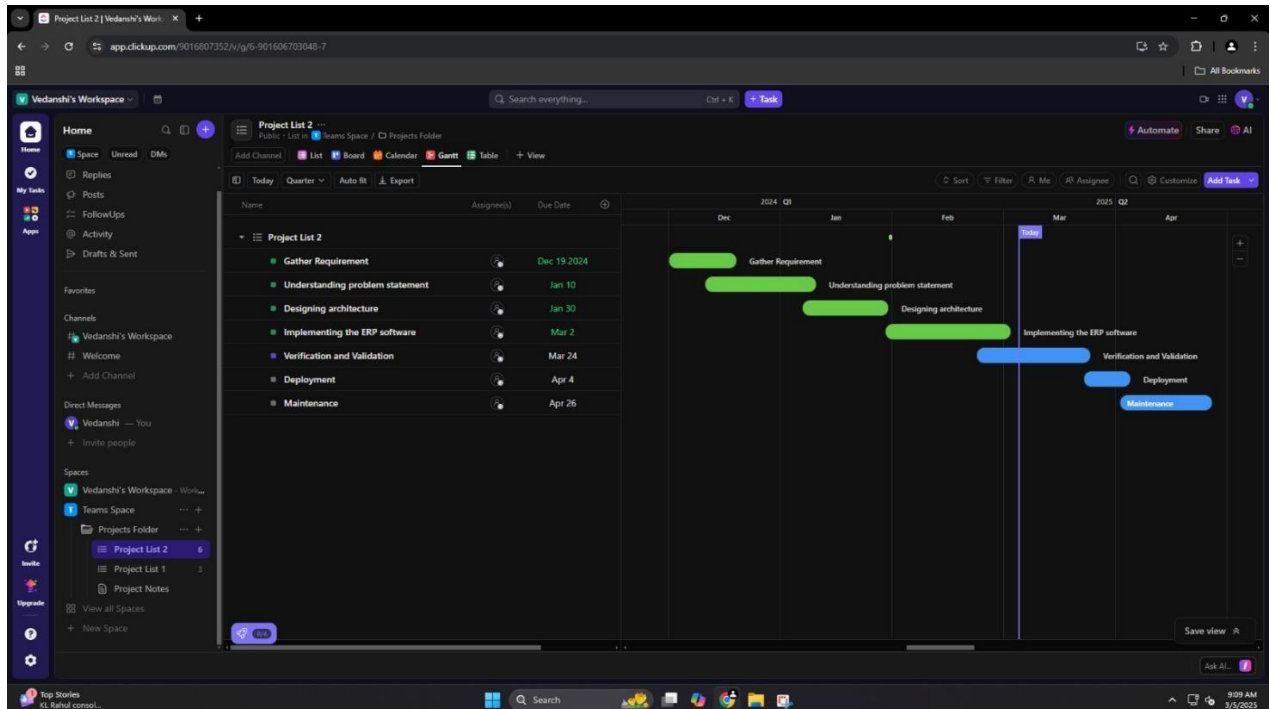 Project List 2 | Vedanshi's Work
app.clickup.com/9016807352/v/g/6-901606703048-7
All Bookmarks
V Vedanshi's Workspace
Search everything...
Ctrl + K
+ Task
V
Home
My Tasks
Apps
Invite
Upgrade
Home
Space Unread DMs
Replies
Posts
FollowUps
Activity
Drafts & Sent
Favorites
Channels
Vedanshi's Workspace
# Welcome
+ Add Channel
Direct Messages
Vedanshi — You
+ Invite people
Spaces
V Vedanshi's Workspace - Work...
T Teams Space ... +
Projects Folder ... +
Project List 2 6
Project List 1 3
Project Notes
View all Spaces
+ New Space
Project List 2 ...
Public - List in Teams Space / Projects Folder
Automate Share AI
Add Channel List Board Calendar Gantt Table + View
Today Quarter Auto fit Export
Sort Filter Me Assignee Customize Add Task
Name Assignee(s) Due Date
2024 Q1 2025 Q2
Dec Jan Feb Mar Apr
Today
Project List 2
Gather Requirement Dec 19 2024 Gather Requirement
Understanding problem statement Jan 10 Understanding problem statement
Designing architecture Jan 30 Designing architecture
Implementing the ERP software Mar 2 Implementing the ERP software
Verification and Validation Mar 24 Verification and Validation
Deployment Apr 4 Deployment
Maintenance Apr 26 Maintenance
0/4
Save view
Ask AI...
1
Top Stories
KL Rahul consol...
Search
9:09 AM
3/5/2025